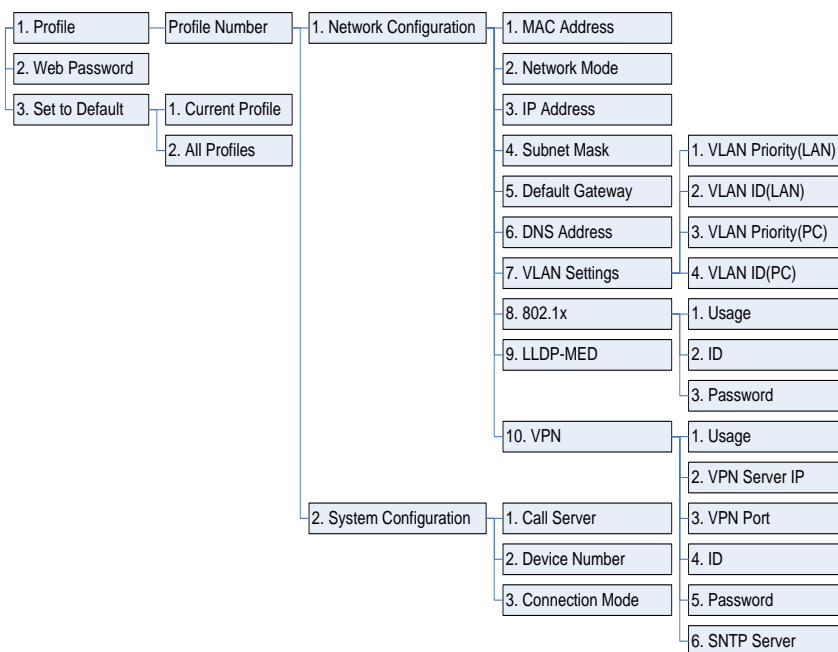 1. Profile
Profile Number
1. Network Configuration
1. MAC Address
2. Web Password
2. Network Mode
3. Set to Default
1. Current Profile
3. IP Address
2. All Profiles
4. Subnet Mask
1. VLAN Priority(LAN)
5. Default Gateway
2. VLAN ID(LAN)
6. DNS Address
3. VLAN Priority(PC)
7. VLAN Settings
4. VLAN ID(PC)
8. 802.1x
1. Usage
9. LLDP-MED
2. ID
3. Password
10. VPN
1. Usage
2. VPN Server IP
2. System Configuration
1. Call Server
3. VPN Port
2. Device Number
4. ID
3. Connection Mode
5. Password
6. SNTP Server